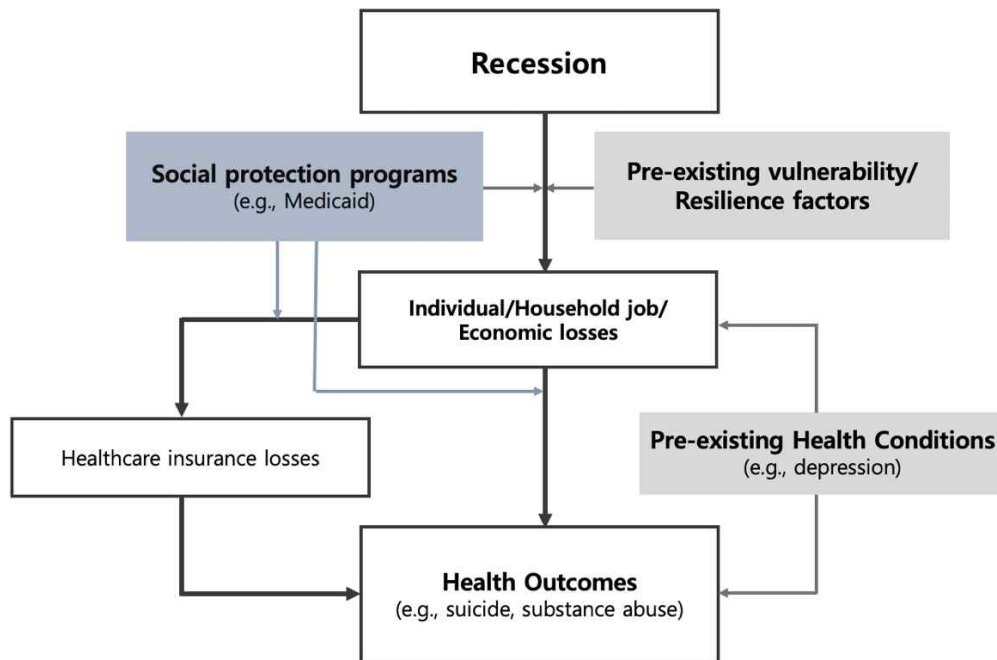 Recession
Social protection programs
(e.g., Medicaid)
Pre-existing vulnerability/
Resilience factors
Individual/Household job/
Economic losses
Healthcare insurance losses
Pre-existing Health Conditions
(e.g., depression)
Health Outcomes
(e.g., suicide, substance abuse)